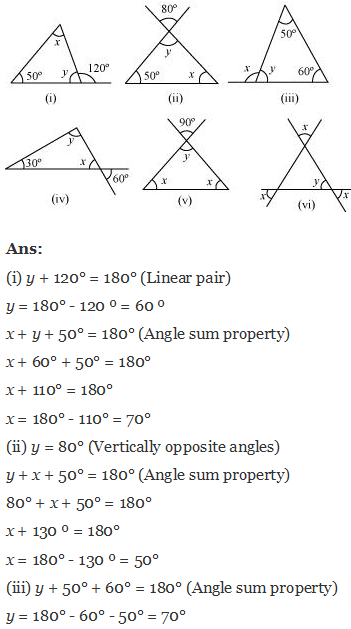 80°
50°
x
x
y
120°
y
50°
y
50°
x
x
y
60°
(i)
(ii)
(iii)
y
90°
x
30°
x
y
60°
x
x
y
x
x
(iv)
(v)
(vi)
Ans:
(i) y + 120° = 180° (Linear pair)
y = 180° - 120 º = 60 º
x + y + 50° = 180° (Angle sum property)
x + 60° + 50° = 180°
x + 110° = 180°
x = 180° - 110° = 70°
(ii) y = 80° (Vertically opposite angles)
y + x + 50° = 180° (Angle sum property)
80° + x + 50° = 180°
x + 130 º = 180°
x = 180° - 130 º = 50°
(iii) y + 50° + 60° = 180° (Angle sum property)
y = 180° - 60° - 50° = 70°